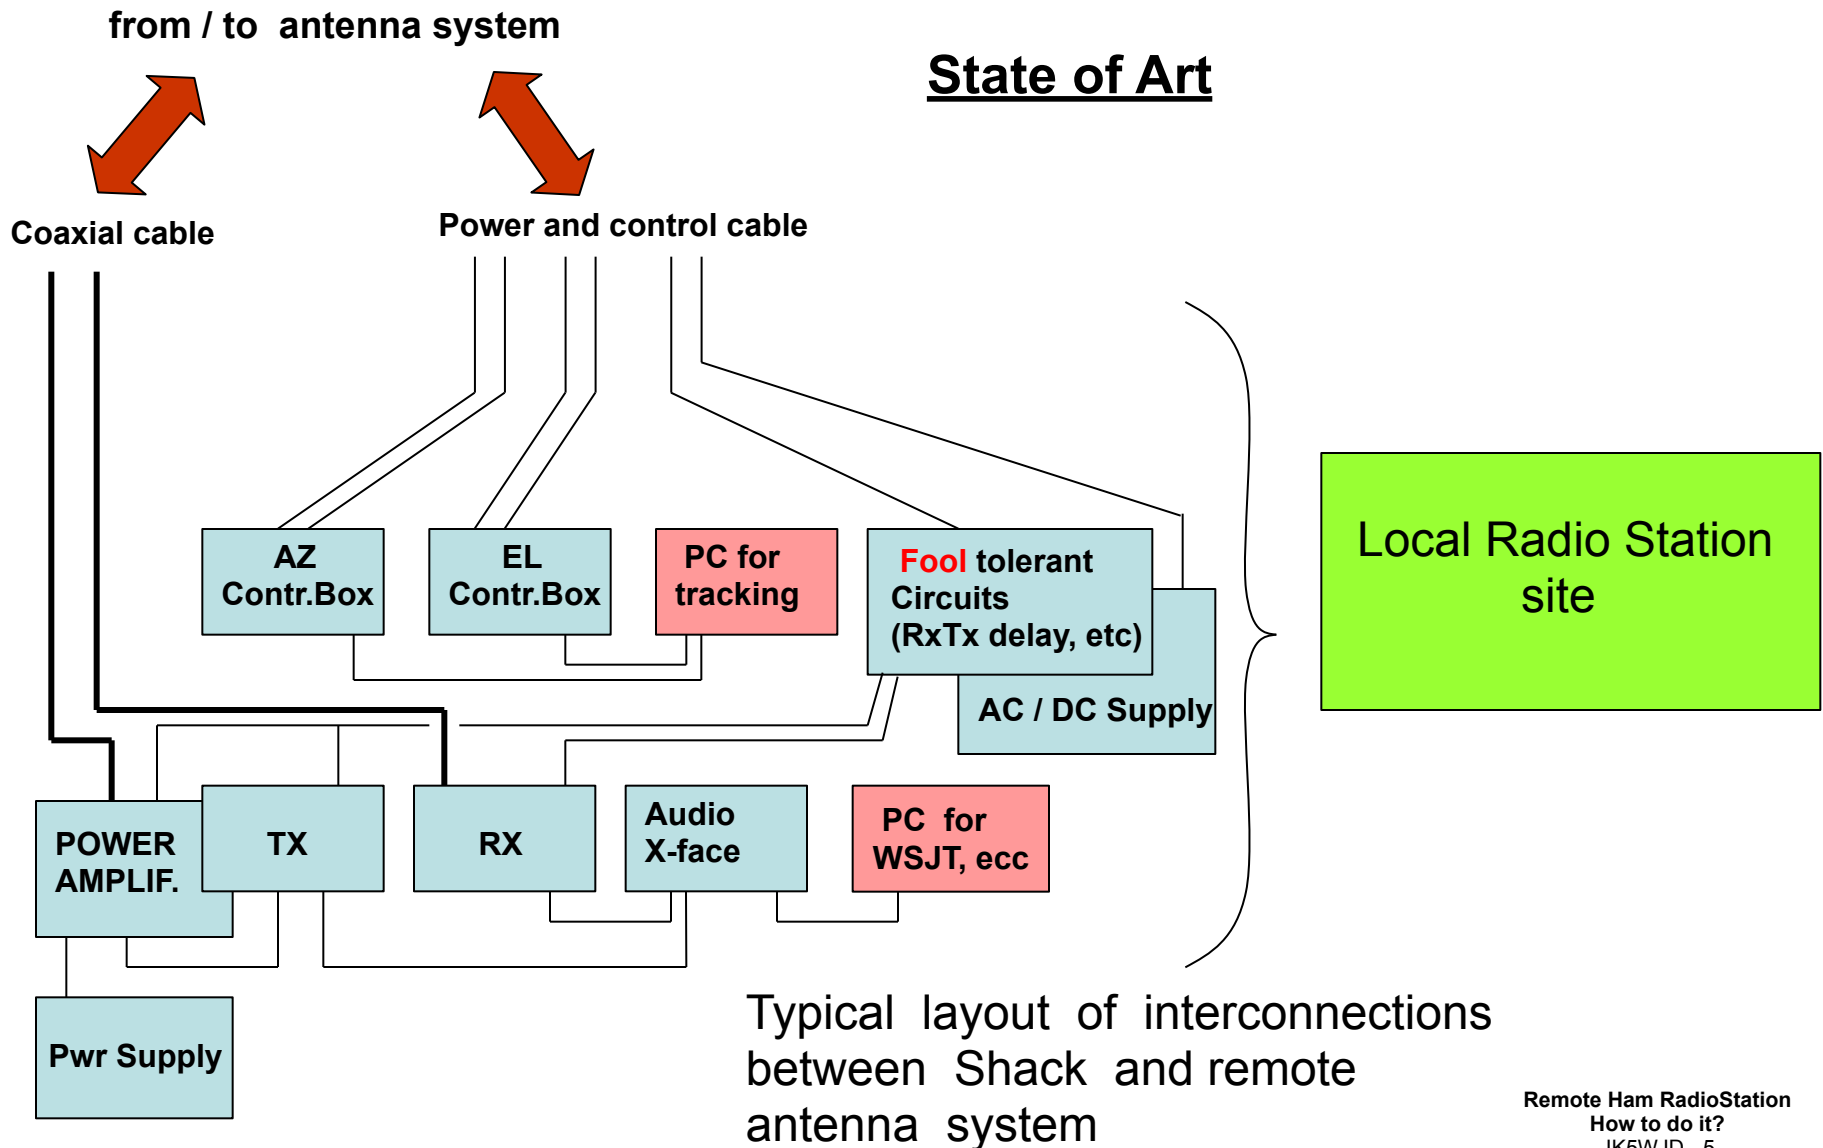 from / to antenna system
State of Art
Coaxial cable
Power and control cable
AZ
Contr.Box
EL
Contr.Box
PC for
tracking
Fool tolerant
Circuits
(RxTx delay, etc)
AC / DC Supply
Local Radio Station
site
POWER
AMPLIF.
TX
RX
Audio
X-face
PC for
WSJT, ecc
Pwr Supply
Typical layout of interconnections
between Shack and remote
antenna system
Remote Ham RadioStation
How to do it?